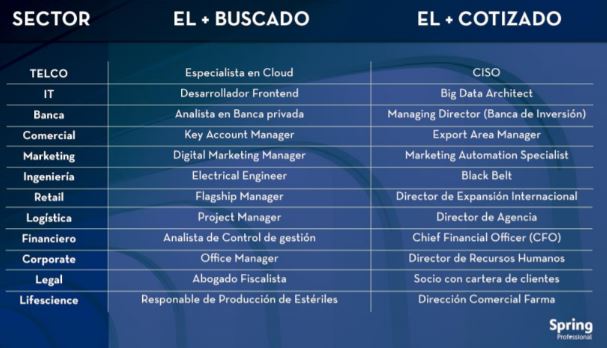 SECTOR EL + BUSCADO EL + COTIZADO
TELCO Especialista en Cloud CISO
IT Desarrollador Frontend Big Data Architect
Banca Analista en Banca privada Managing Director (Banca de Inversión)
Comercial Key Account Manager Export Area Manager
Marketing Digital Marketing Manager Marketing Automation Specialist
Ingeniería Electrical Engineer Black Belt
Retail Flagship Manager Director de Expansión Internacional
Logística Project Manager Director de Agencia
Financiero Analista de Control de gestión Chief Financial Officer (CFO)
Corporate Office Manager Director de Recursos Humanos
Legal Abogado Fiscalista Socio con cartera de clientes
Lifescience Responsable de Producción de Estériles Dirección Comercial Farma
Spring
Professional